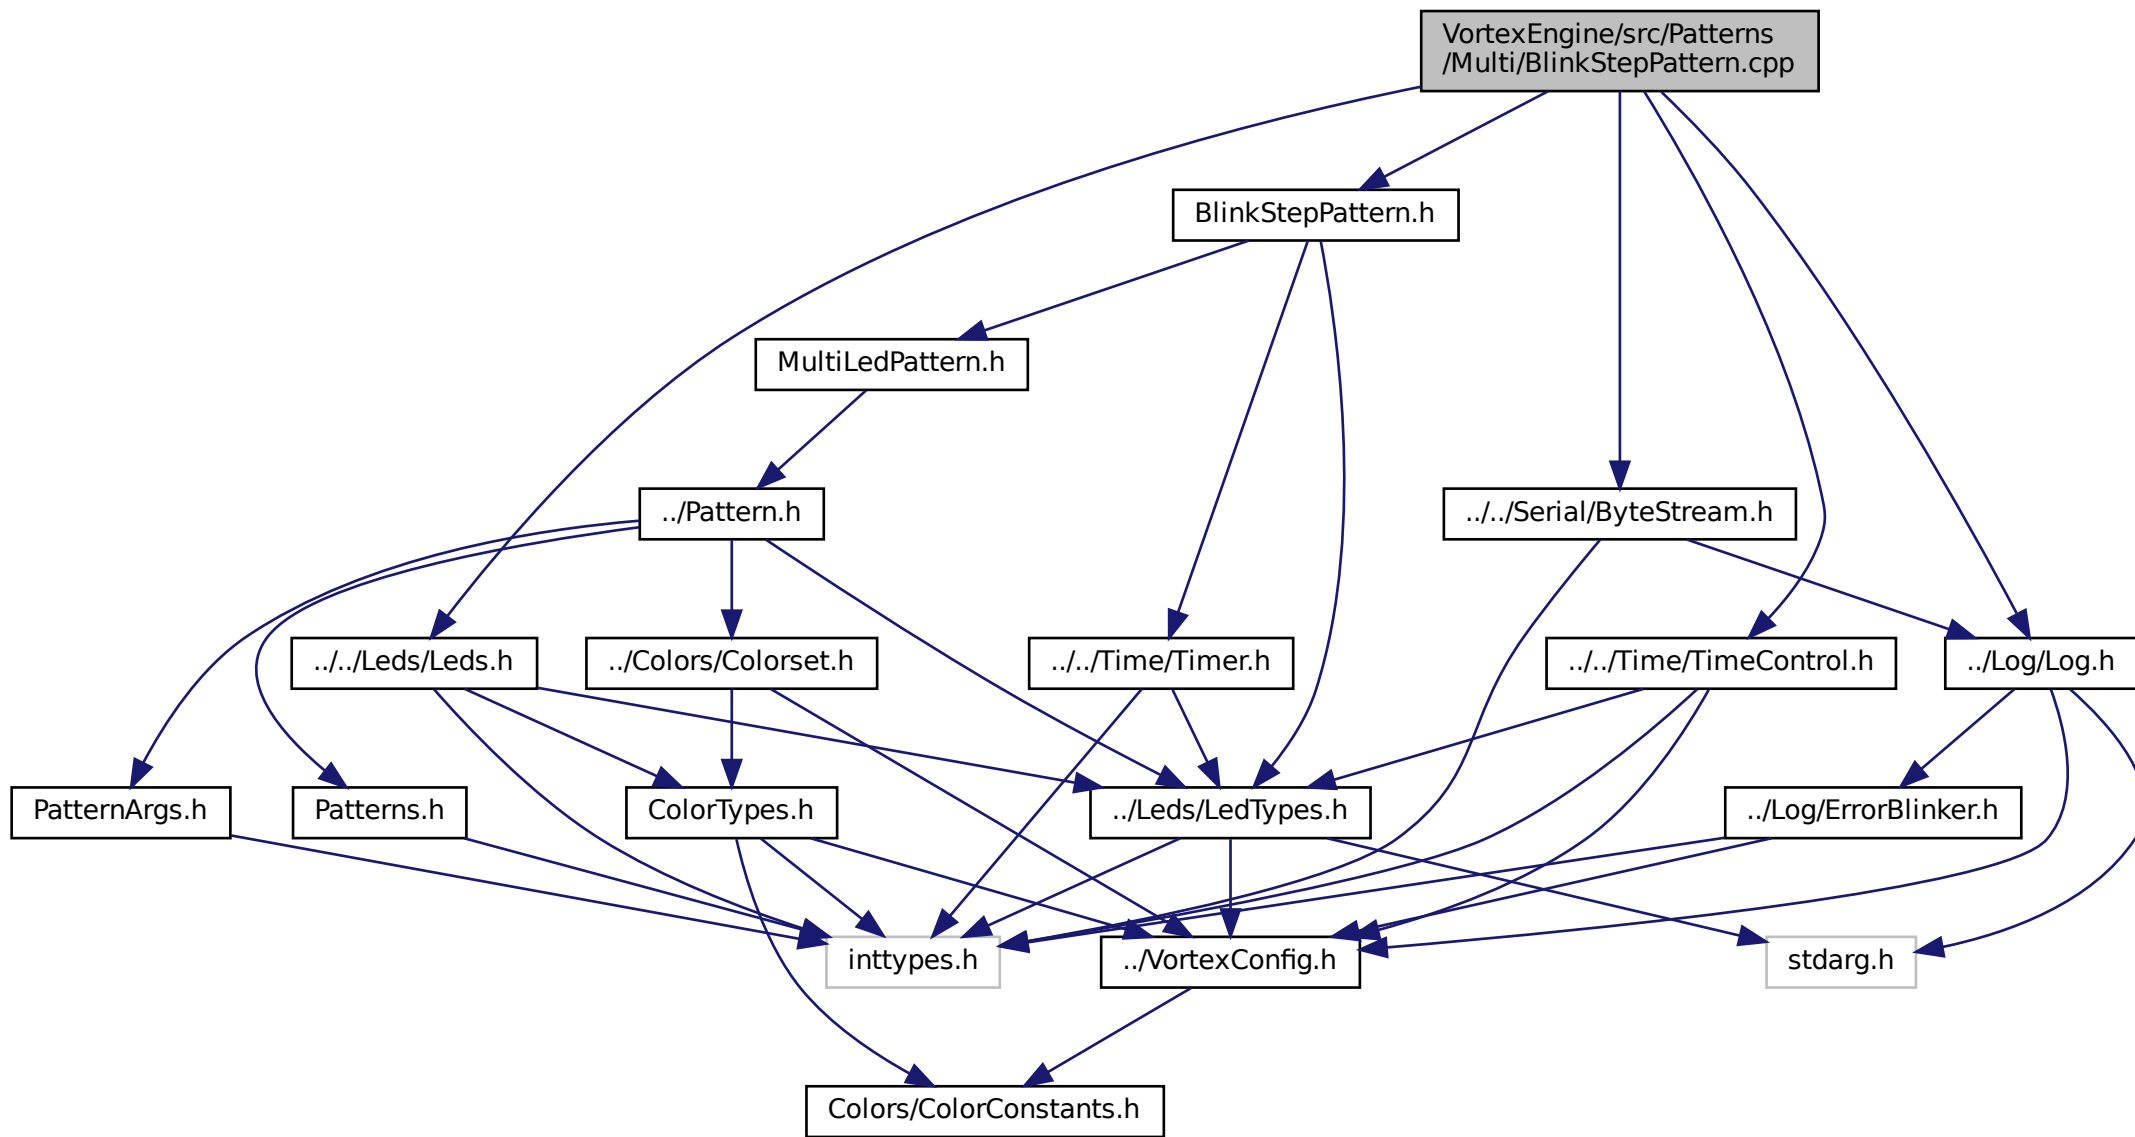 VortexEngine/src/Patterns
/Multi/BlinkStepPattern.cpp
BlinkStepPattern.h
MultiLedPattern.h
../Pattern.h
../../Serial/ByteStream.h
../../Leds/Leds.h
../Colors/Colorset.h
../../Time/Timer.h
../../Time/TimeControl.h
../Log/Log.h
PatternArgs.h
Patterns.h
ColorTypes.h
../Leds/LedTypes.h
../Log/ErrorBlinker.h
inttypes.h
../VortexConfig.h
stdarg.h
Colors/ColorConstants.h